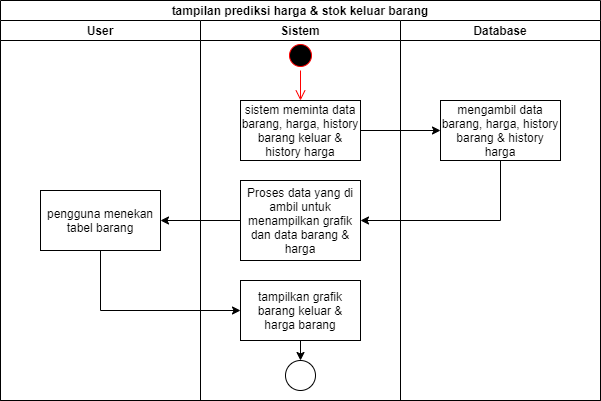 tampilan prediksi harga & stok keluar barang
User
Sistem
Database
sistem meminta data
barang, harga, history
barang keluar &
history harga
mengambil data
barang, harga, history
barang & history
harga
Proses data yang di
ambil untuk
menampilkan grafik
dan data barang &
harga
pengguna menekan
tabel barang
tampilkan grafik
barang keluar &
harga barang